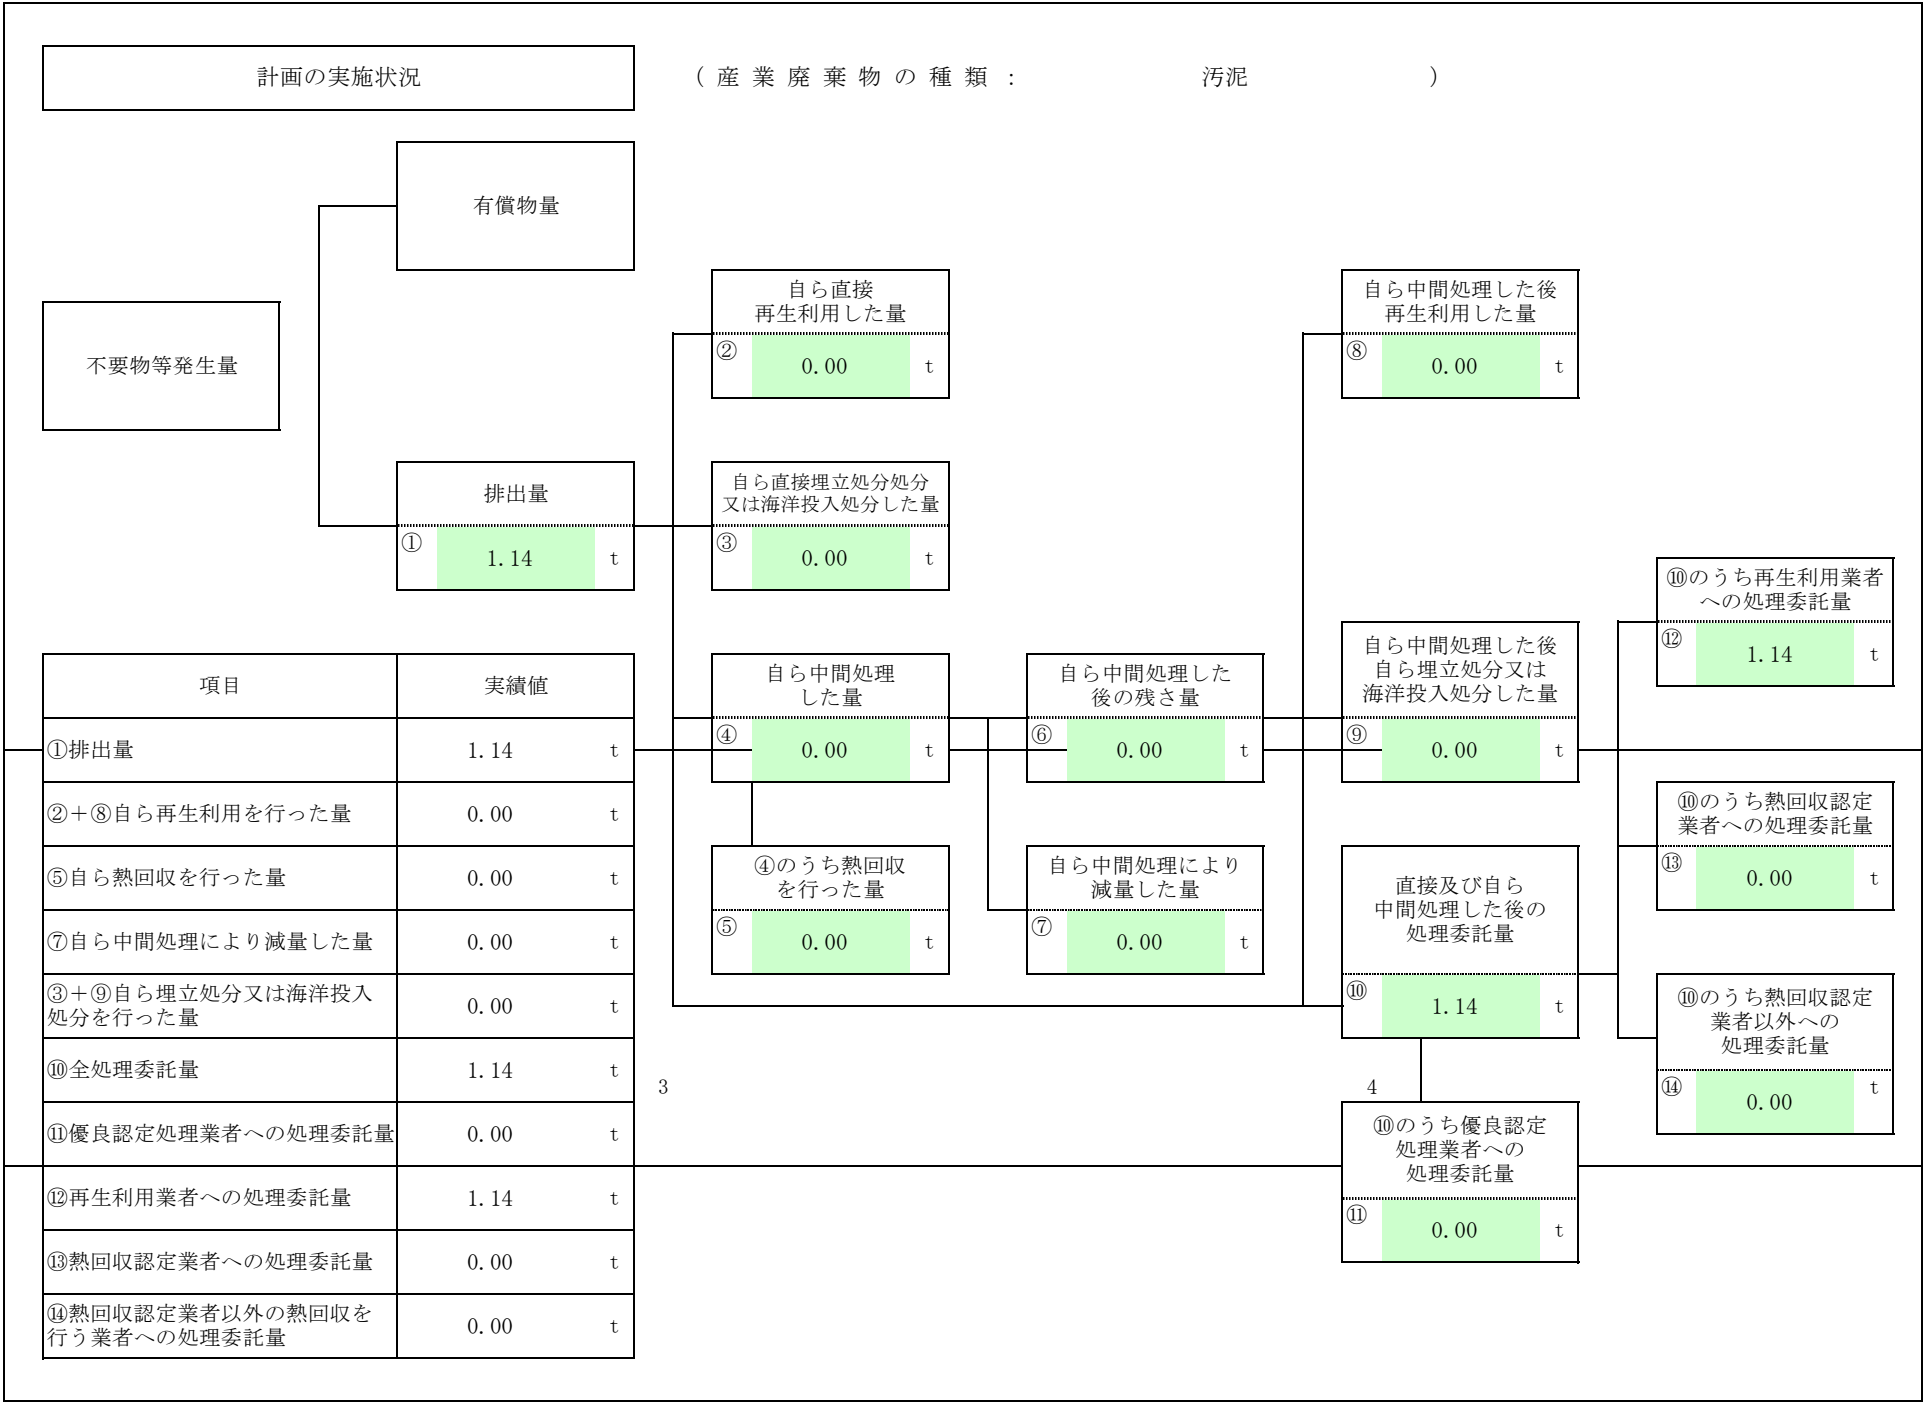 計画の実施状況
（産業廃棄物の種類： 汚泥 ）
有償物量
不要物等発生量
排出量
① 1.14 t
自ら直接
再生利用した量
② 0.00 t
自ら直接埋立処分処分
又は海洋投入処分した量
③ 0.00 t
自ら中間処理した後
再生利用した量
⑧ 0.00 t
自ら中間処理
した量
④ 0.00 t
自ら中間処理した
後の残さ量
⑥ 0.00 t
自ら中間処理した後
自ら埋立処分又は
海洋投入処分した量
⑨ 0.00 t
⑩のうち再生利用業者
への処理委託量
⑫ 1.14 t
④のうち熱回収
を行った量
⑤ 0.00 t
自ら中間処理により
減量した量
⑦ 0.00 t
直接及び自ら
中間処理した後の
処理委託量
⑩ 1.14 t
⑩のうち熱回収認定
業者への処理委託量
⑬ 0.00 t
⑩のうち熱回収認定
業者以外への
処理委託量
⑭ 0.00 t
⑩のうち優良認定
処理業者への
処理委託量
⑪ 0.00 t
項目 実績値
①排出量 1.14 t
②＋⑧自ら再生利用を行った量 0.00 t
⑤自ら熱回収を行った量 0.00 t
⑦自ら中間処理により減量した量 0.00 t
③＋⑨自ら埋立処分又は海洋投入
処分を行った量 0.00 t
⑩全処理委託量 1.14 t
⑪優良認定処理業者への処理委託量 0.00 t
⑫再生利用業者への処理委託量 1.14 t
⑬熱回収認定業者への処理委託量 0.00 t
⑭熱回収認定業者以外の熱回収を
行う業者への処理委託量 0.00 t
3
4